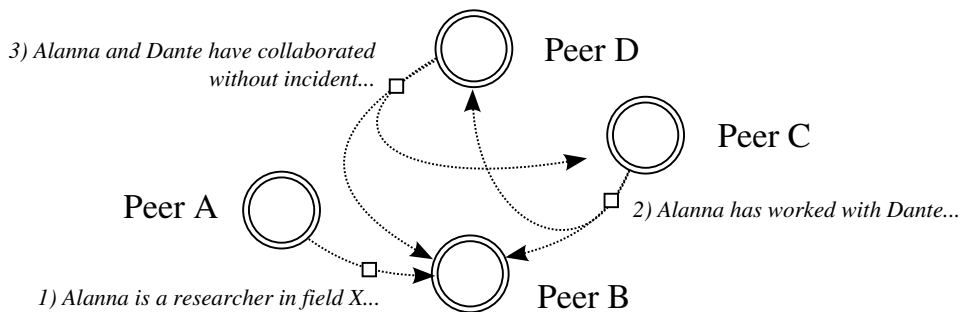 3) Alanna and Dante have collaborated
without incident...
Peer D
Peer C
Peer A
2) Alanna has worked with Dante...
1) Alanna is a researcher in field X...
Peer B